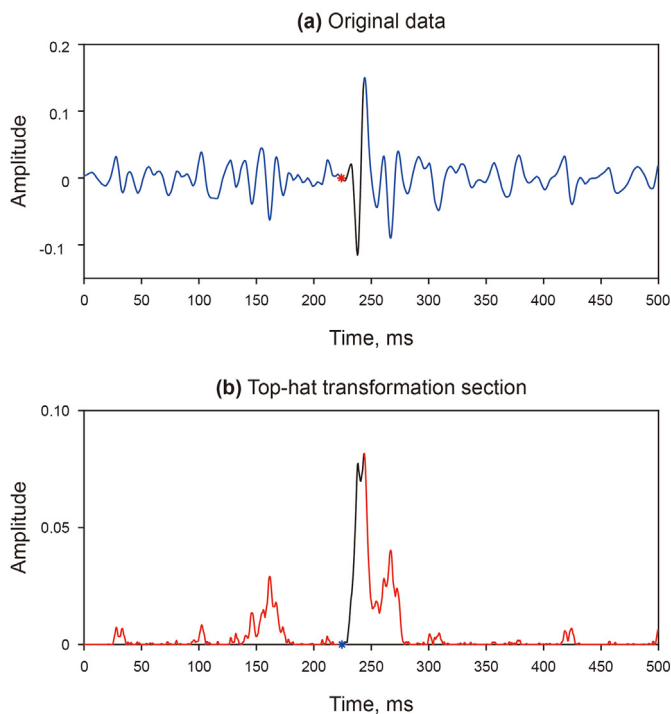 (a) Original data
0.2
0.1
0
-0.1
Amplitude
0 50 100 150 200 250 300 350 400 450 500
Time, ms
(b) Top-hat transformation section
0.10
0.05
0
Amplitude
0 50 100 150 200 250 300 350 400 450 500
Time, ms